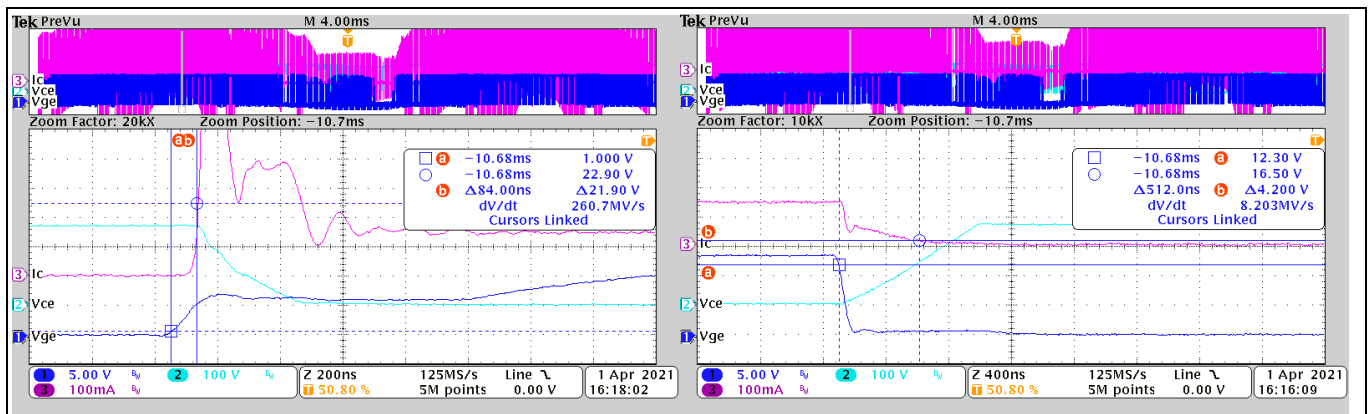 Tek PreVu M 4.00ms
T
3 Ic
2 Vce
1 Vge
Zoom Factor: 20kX Zoom Position: −10.7ms
a b
T
a −10.68ms 1.000 V
−10.68ms 22.90 V
b Δ84.00ns Δ21.90 V
dV/dt 260.7MV/s
Cursors Linked
3 Ic
2 Vce
1 Vge
1 5.00 V BW 2 100 V BW
3 100mA BW
Z 200ns
T 50.80 %
125MS/s
5M points
Line
0.00 V
1 Apr 2021
16:18:02
Tek PreVu M 4.00ms
T
3 Ic
2 Vce
1 Vge
Zoom Factor: 10kX Zoom Position: −10.7ms
T
−10.68ms a 12.30 V
−10.68ms 16.50 V
Δ512.0ns b Δ4.200 V
dV/dt 8.203MV/s
Cursors Linked
b
3 Ic
a
2 Vce
1 Vge
1 5.00 V BW 2 100 V BW
3 100mA BW
Z 400ns
T 50.80 %
125MS/s
5M points
Line
0.00 V
1 Apr 2021
16:16:09